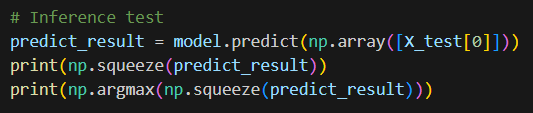 # Inference test
predict_result = model.predict(np.array([X_test[0]]))
print(np.squeeze(predict_result))
print(np.argmax(np.squeeze(predict_result)))